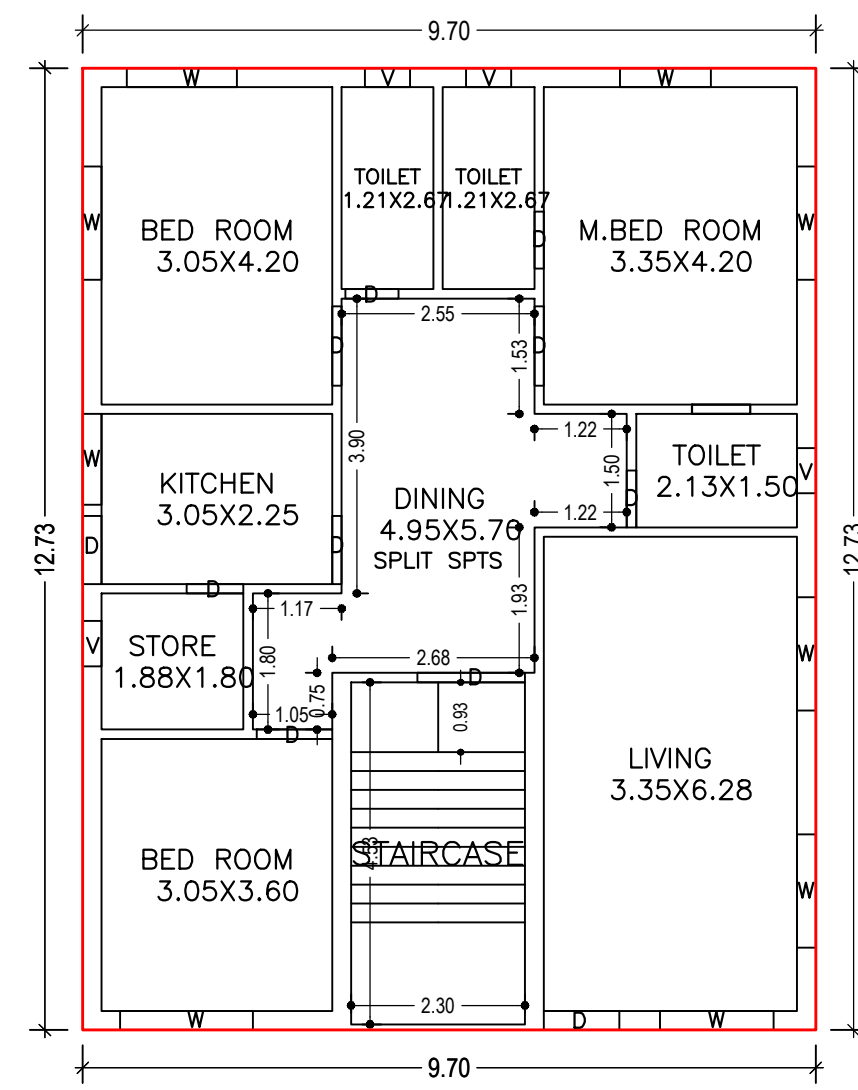 9.70
W
V
V
W
TOILET
1.21X2.67
TOILET
1.21X2.67
W
W
BED ROOM
3.05X4.20
D
M.BED ROOM
3.35X4.20
D
2.55
D
D
1.53
3.90
1.22
W
KITCHEN
3.05X2.25
1.50
TOILET
2.13X1.50
V
D
DINING
4.95X5.76
SPLIT SPTS
1.22
D
D
12.73
12.73
D
1.17
1.93
V
STORE
1.88X1.80
1.80
2.68
W
0.75
D
1.05
0.93
D
LIVING
3.35X6.28
BED ROOM
3.05X3.60
STAIRCASE
4.53
W
2.30
W
D
W
9.70